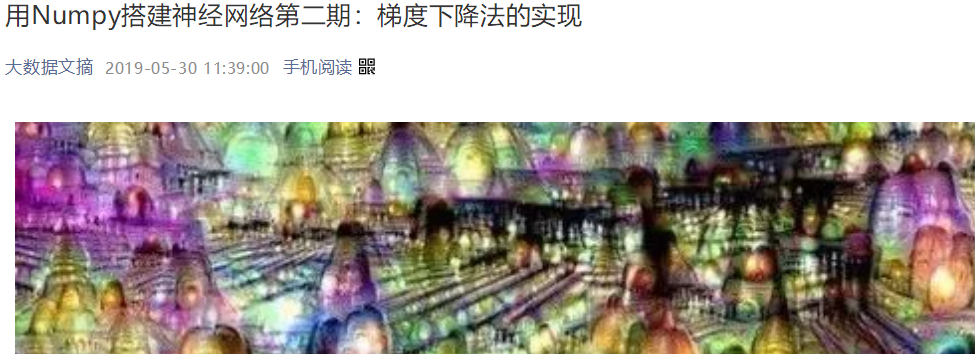 用Numpy搭建神经网络第二期：梯度下降法的实现
大数据文摘 2019-05-30 11:39:00 手机阅读